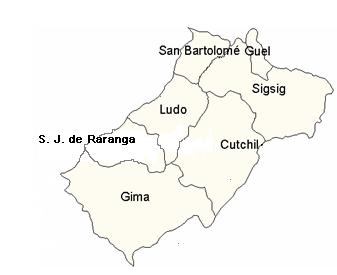 San Bartolomé Guel
Sigsig
Ludo
S. J. de Raranga
Cutchil
Gima